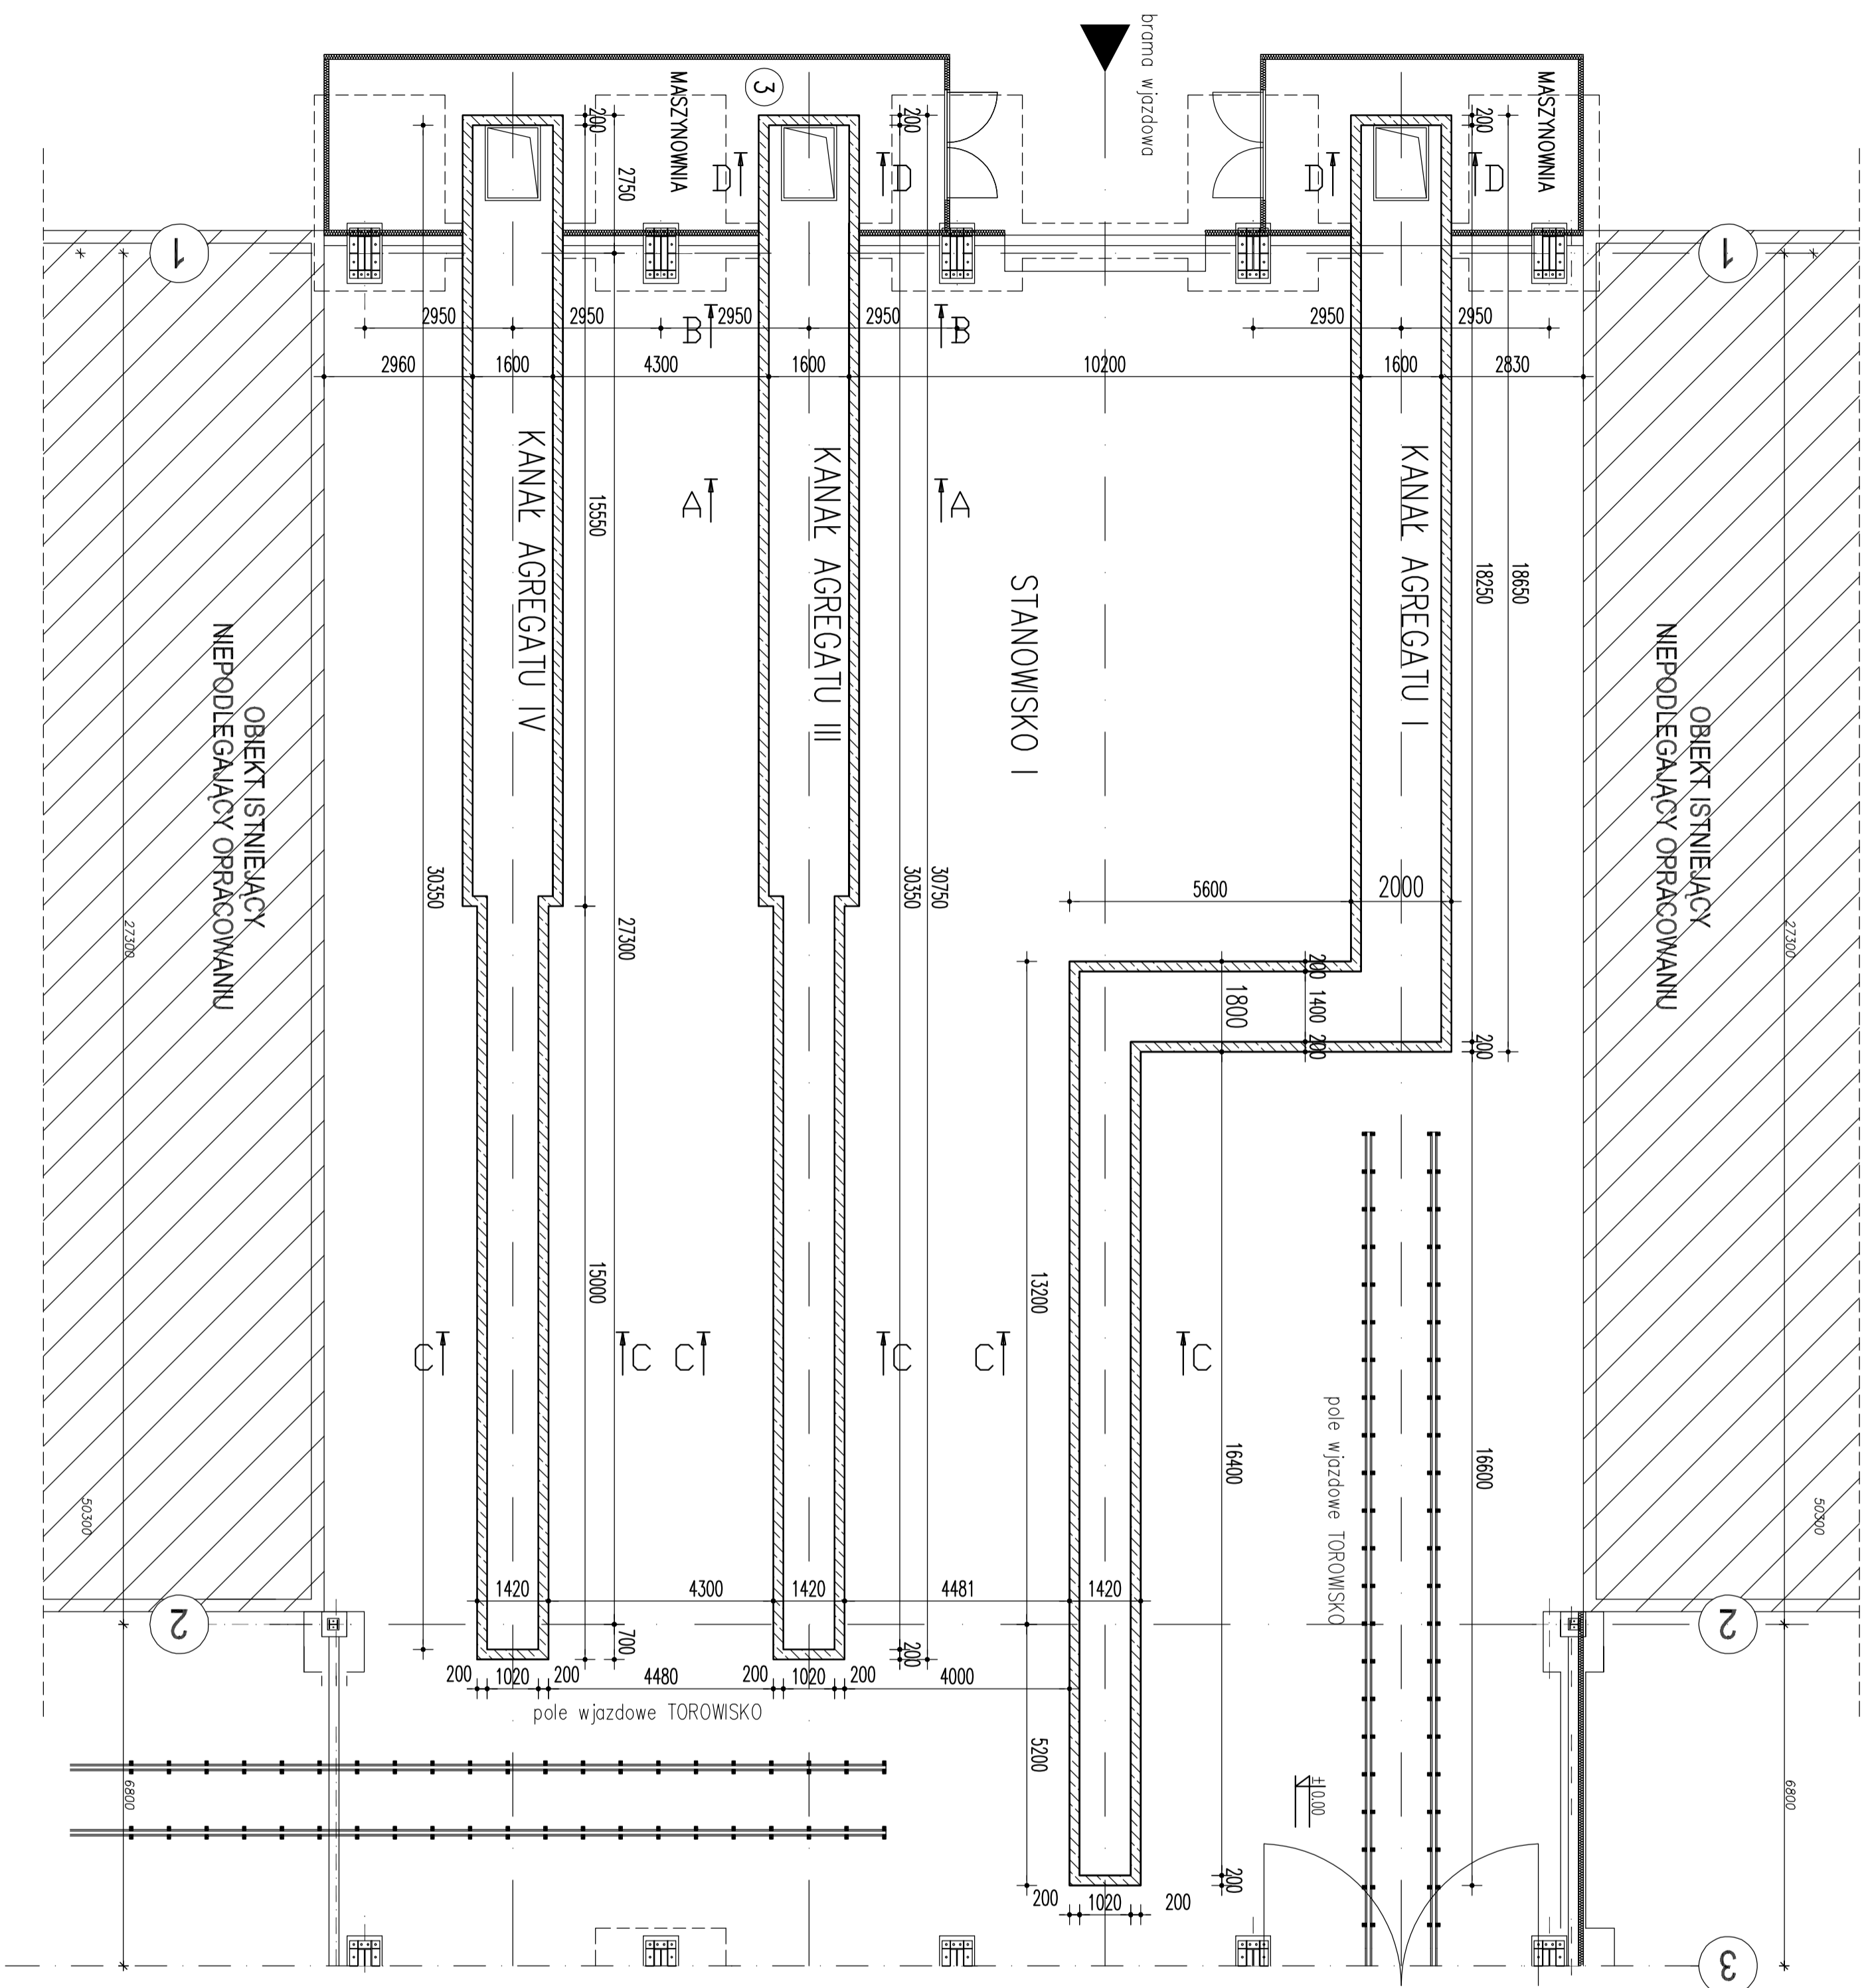 brama wjazdowa
MASZYNOWNIA
3
MASZYNOWNIA
200
200
200
2750
D
D
D
D
1
1
2950
2950
2950
2950
2950
2950
B
B
2960
1600
4300
1600
10200
1600
2830
KANAŁ AGREGATU IV
KANAŁ AGREGATU III
KANAŁ AGREGATU I
STANOWISKO I
A
A
15550
18250
18650
OBIEKT ISTNIEJĄCY
NIEPODLEGAJĄCY OPRACOWANIU
OBIEKT ISTNIEJĄCY
NIEPODLEGAJĄCY OPRACOWANIU
30350
27300
30350
30750
5600
2000
27300
27300
200
1800
1400
200
200
15000
13200
C
C
C
C
C
C
pole wjazdowe TOROWISKO
16400
16600
50300
50300
1420
4300
1420
4481
1420
2
2
700
200
200
1020
200
4480
200
1020
200
4000
pole wjazdowe TOROWISKO
5200
6800
6800
±0.00
200
200
1020
200
3